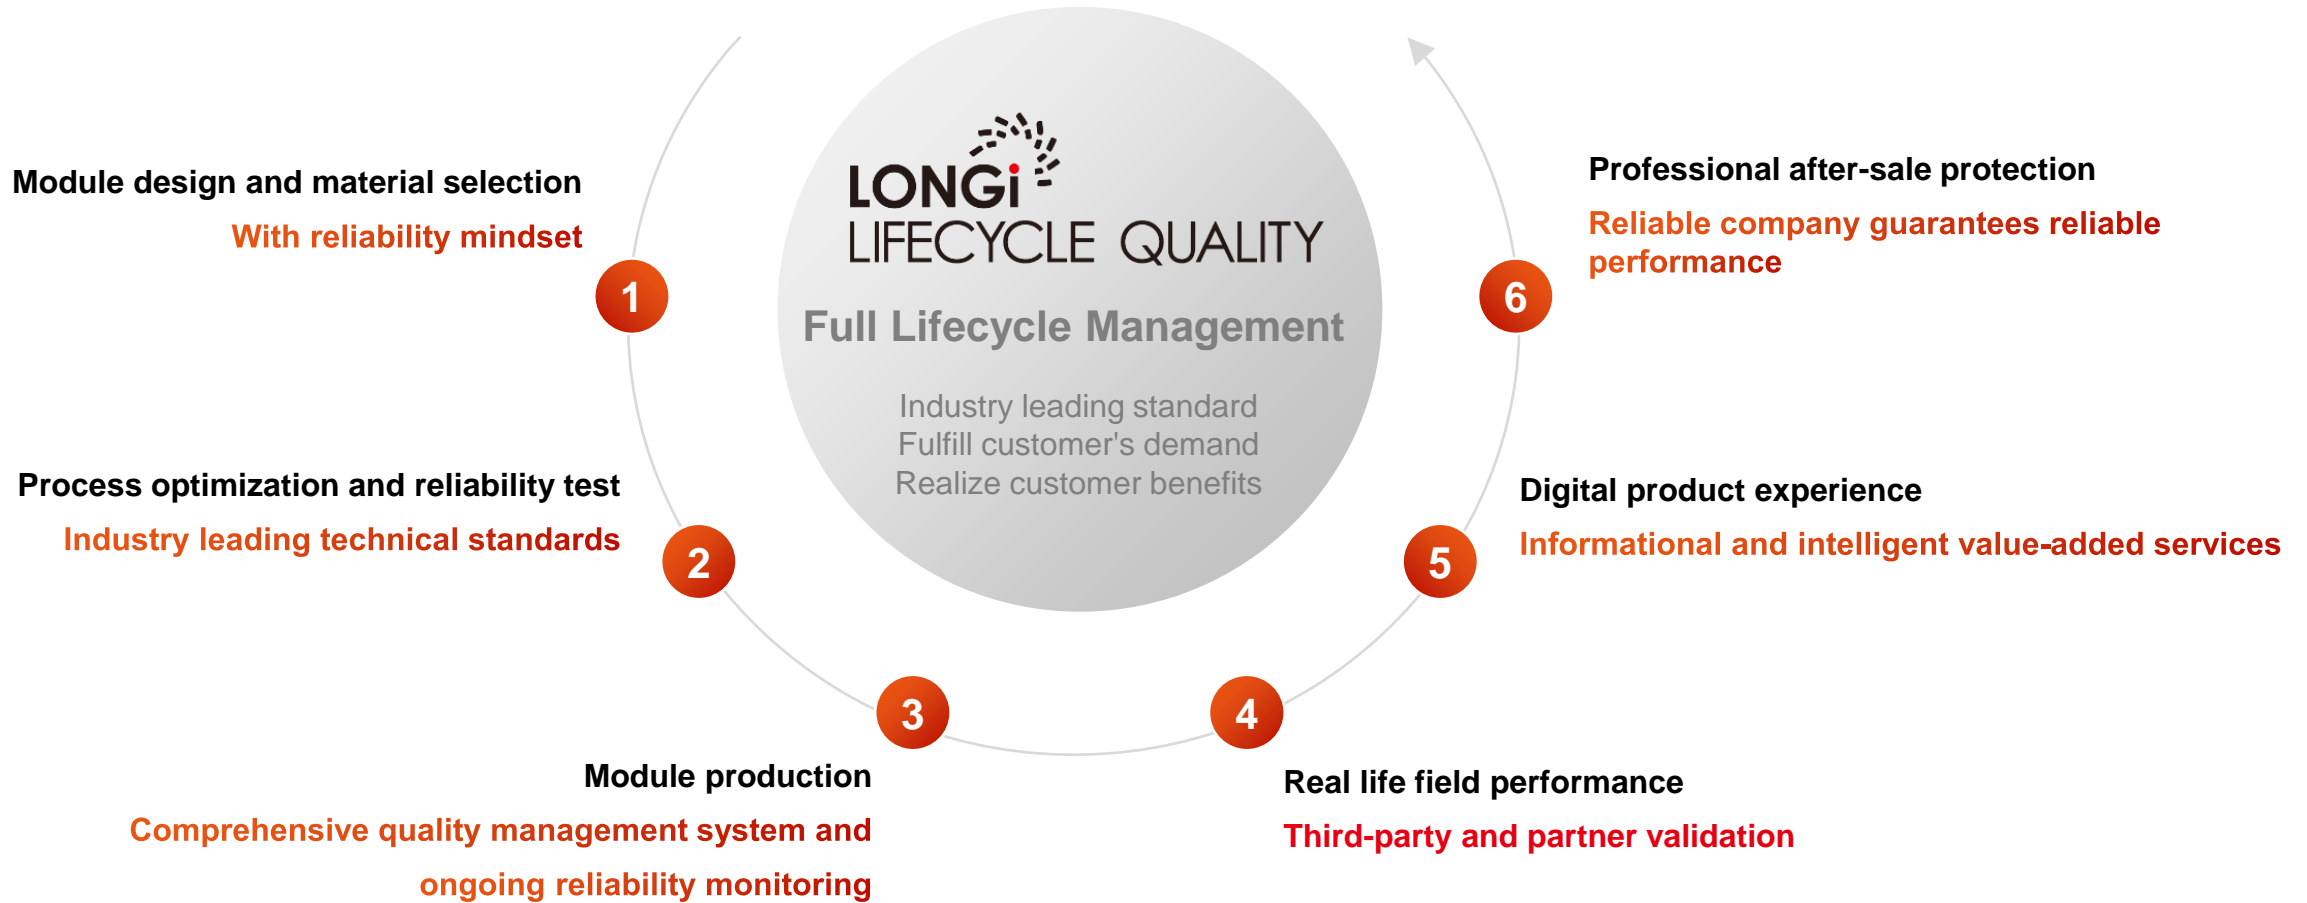 LONGi
LIFECYCLE QUALITY
Full Lifecycle Management
Industry leading standard
Fulfill customer's demand
Realize customer benefits
1
Module design and material selection
With reliability mindset
2
Process optimization and reliability test
Industry leading technical standards
3
Module production
Comprehensive quality management system and
ongoing reliability monitoring
4
Real life field performance
Third-party and partner validation
5
Digital product experience
Informational and intelligent value-added services
6
Professional after-sale protection
Reliable company guarantees reliable
performance